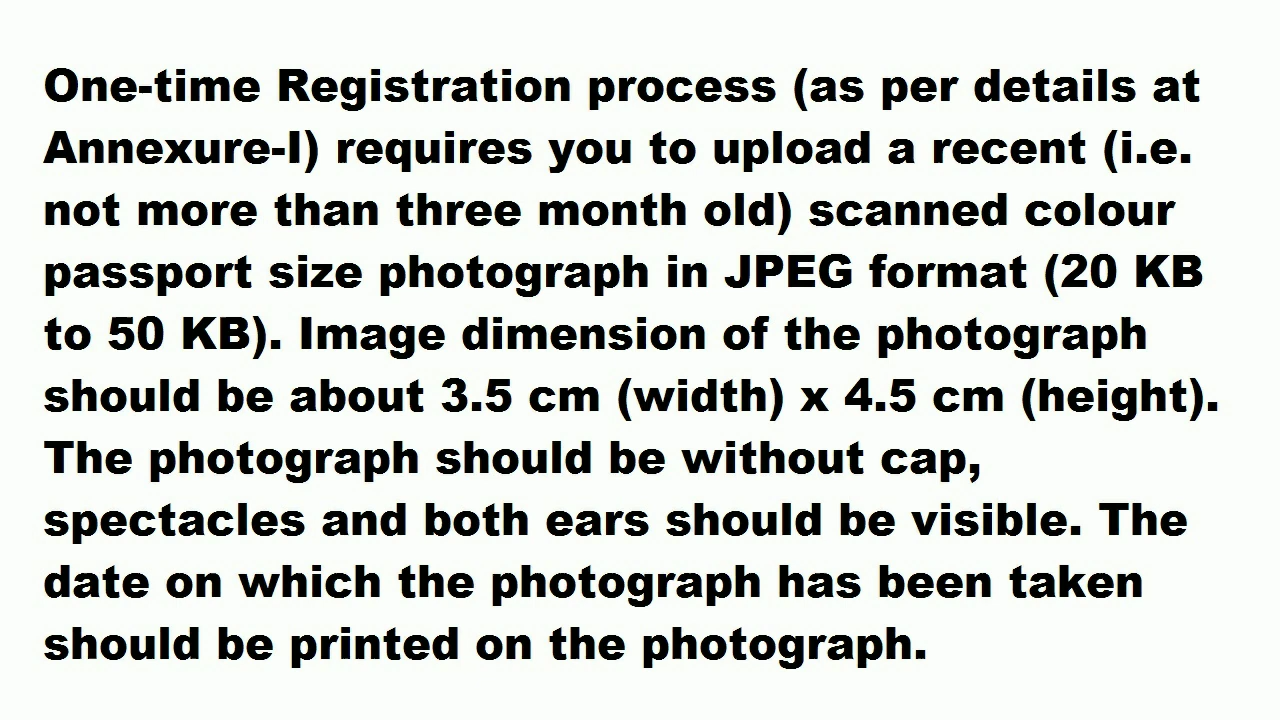 One-time Registration process (as per details at
Annexure-I) requires you to upload a recent (i.e.
not more than three month old) scanned colour
passport size photograph in JPEG format (20 KB
to 50 KB). Image dimension of the photograph
should be about 3.5 cm (width) x 4.5 cm (height).
The photograph should be without cap,
spectacles and both ears should be visible. The
date on which the photograph has been taken
should be printed on the photograph.